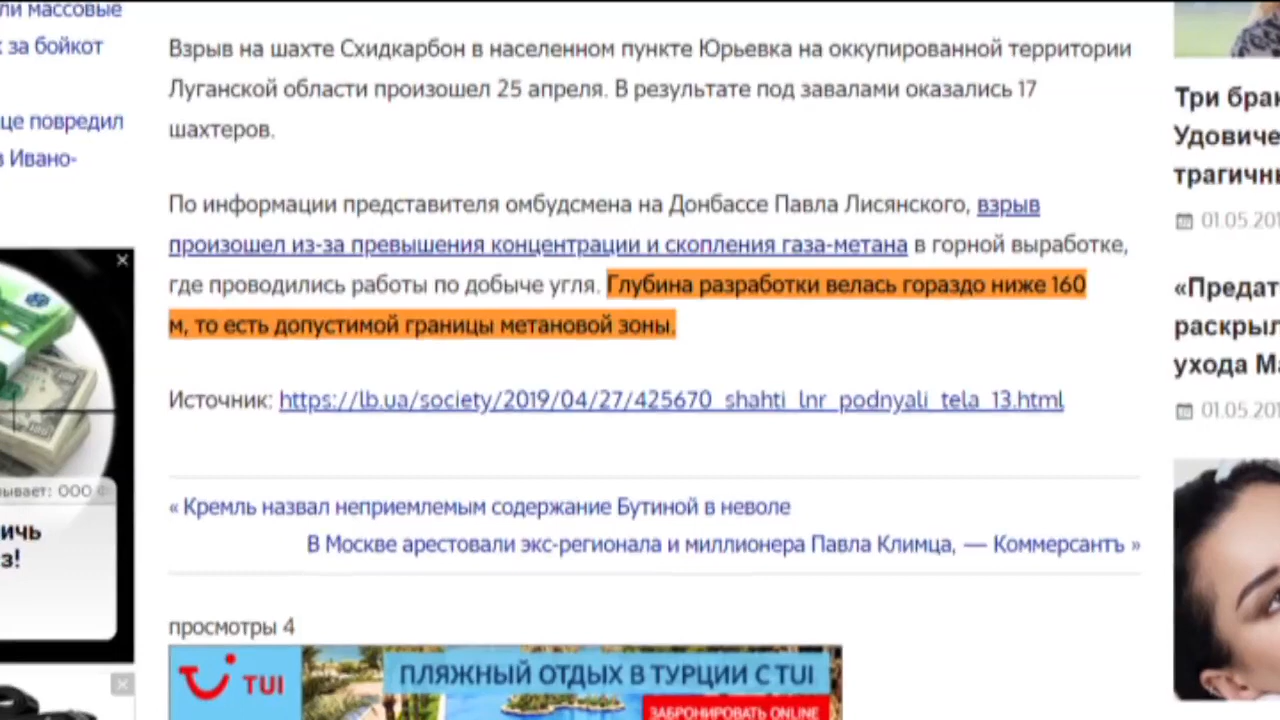 ли массовые
за бойкот
це повредил
в Ивано-
Взрыв на шахте Схидкарбон в населенном пункте Юрьевка на оккупированной территории
Луганской области произошел 25 апреля. В результате под завалами оказались 17
шахтеров.
По информации представителя омбудсмена на Донбассе Павла Лисянского, взрыв
произошел из-за превышения концентрации и скопления газа-метана в горной выработке,
где проводились работы по добыче угля. Глубина разработки велась гораздо ниже 160
м, то есть допустимой границы метановой зоны.
Источник: https://lb.ua/society/2019/04/27/425670_shahti_lnr_podnyali_tela_13.html
« Кремль назвал неприемлемым содержание Бутиной в неволе
В Москве арестовали экс-регионала и миллионера Павла Климца, — Коммерсантъ »
просмотры 4
TUI
ПЛЯЖНЫЙ ОТДЫХ В ТУРЦИИ С TUI
ЗАБРОНИРОВАТЬ ONLINE
ывает: ООО
ичь
з!
Три брак
Удовиче
трагичны
01.05.201
«Предат
раскрыл
ухода Ма
01.05.201